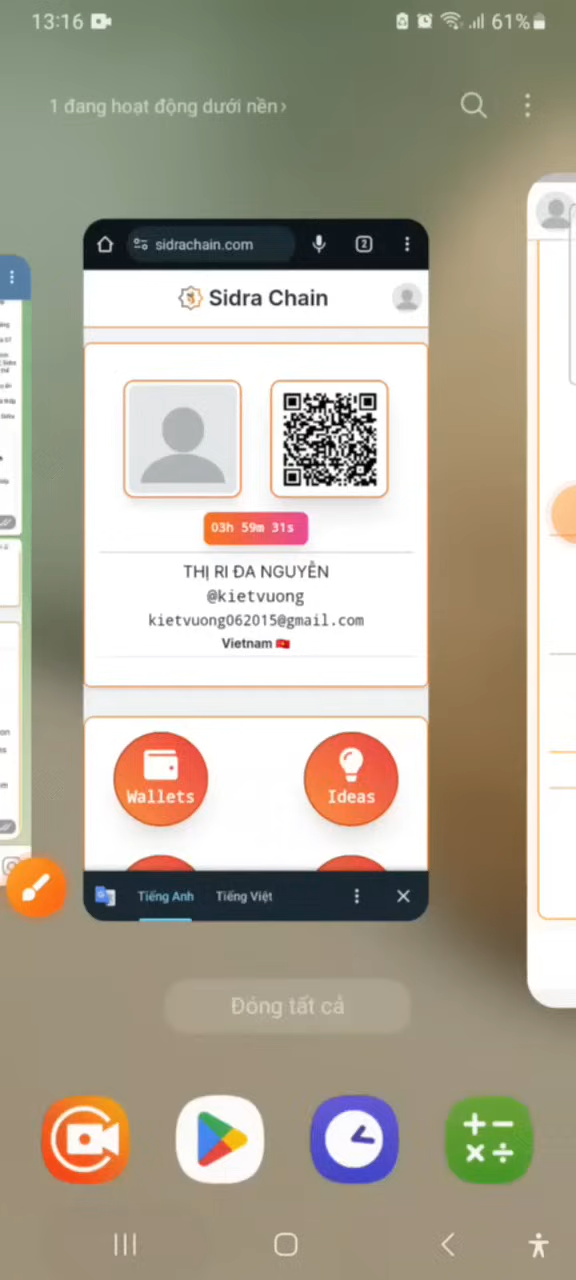 13:16
61%
1 đang hoạt động dưới nền›
sidrachain.com
2
Sidra Chain
03h 59m 31s
THỊ RI ĐA NGUYỄN
@kietvuong
kietvuong062015@gmail.com
Vietnam 🇻🇳
Wallets
Ideas
Tiếng Anh
Tiếng Việt
Đóng tất cả